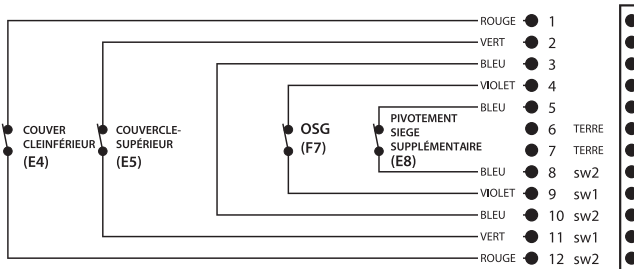 ROUGE 1
VERT 2
BLEU 3
VIOLET 4
BLEU 5
6 TERRE
7 TERRE
BLEU 8 sw2
VIOLET 9 sw1
BLEU 10 sw2
VERT 11 sw1
ROUGE 12 sw2
COUVER
CLEINFÉRIEUR
(E4)
COUVERCLE-
SUPÉRIEUR
(E5)
OSG
(F7)
PIVOTEMENT
SIEGE
SUPPLÉMENTAIRE
(E8)